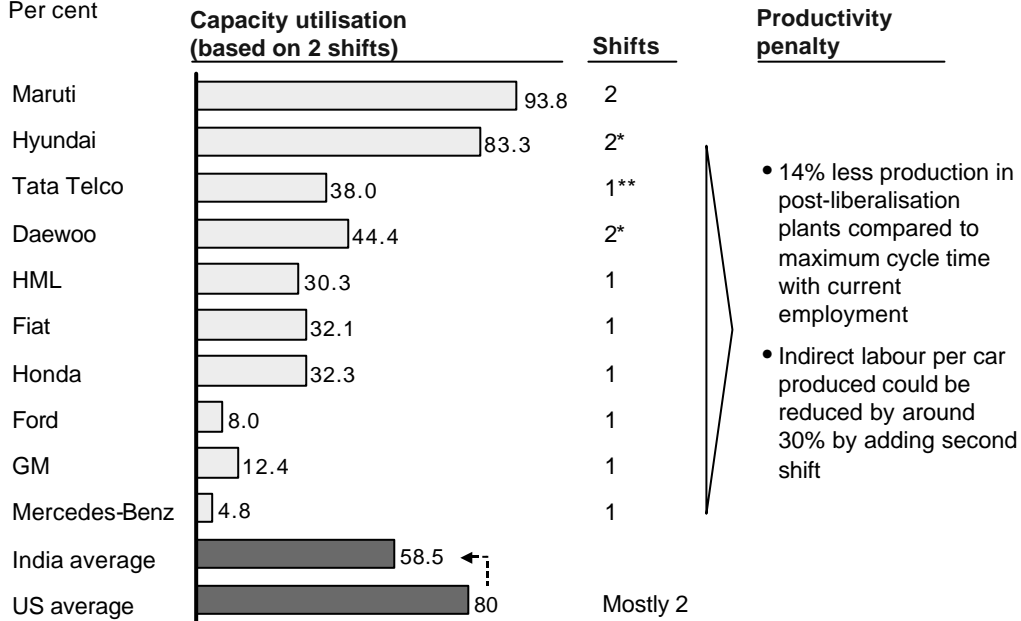 Per cent
Capacity utilisation
(based on 2 shifts)
Shifts
Productivity
penalty
Maruti 93.8 2
Hyundai 83.3 2*
Tata Telco 38.0 1**
Daewoo 44.4 2*
HML 30.3 1
Fiat 32.1 1
Honda 32.3 1
Ford 8.0 1
GM 12.4 1
Mercedes-Benz 4.8 1
India average 58.5
US average 80 Mostly 2
• 14% less production in
post-liberalisation
plants compared to
maximum cycle time
with current
employment
• Indirect labour per car
produced could be
reduced by around
30% by adding second
shift